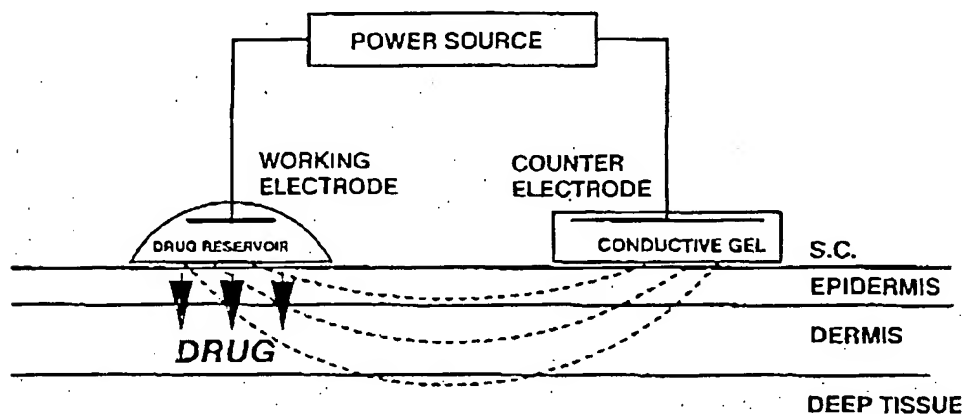 POWER SOURCE
WORKING
ELECTRODE
COUNTER
ELECTRODE
DRUG RESERVOIR
CONDUCTIVE GEL
S.C.
EPIDERMIS
DERMIS
DRUG
DEEP TISSUE